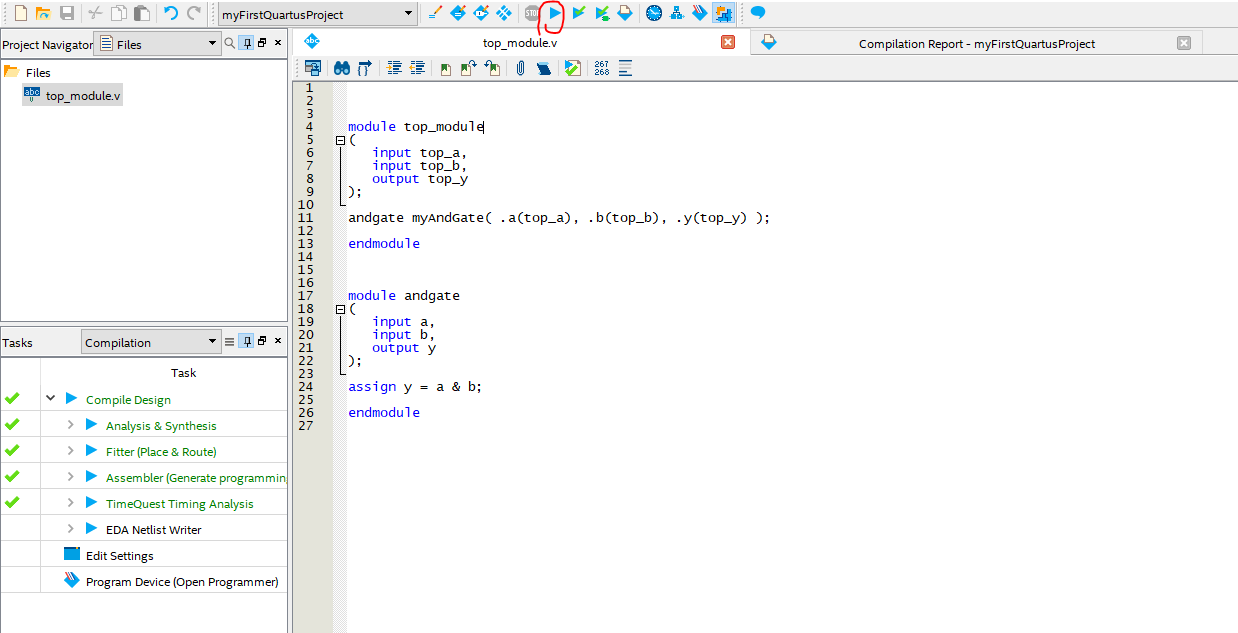 myFirstQuartusProject
STOP
Project Navigator Files
top_module.v
Compilation Report - myFirstQuartusProject
Files
top_module.v
abc
abc
267
268
1
2
3
4 module top_module
5 (
6 input top_a,
7 input top_b,
8 output top_y
9 );
10
11 andgate myAndGate( .a(top_a), .b(top_b), .y(top_y) );
12
13 endmodule
14
15
16
17 module andgate
18 (
19 input a,
20 input b,
21 output y
22 );
23
24 assign y = a & b;
25
26 endmodule
27
Tasks Compilation
Task
Compile Design
Analysis & Synthesis
Fitter (Place & Route)
Assembler (Generate programmin
TimeQuest Timing Analysis
EDA Netlist Writer
Edit Settings
Program Device (Open Programmer)